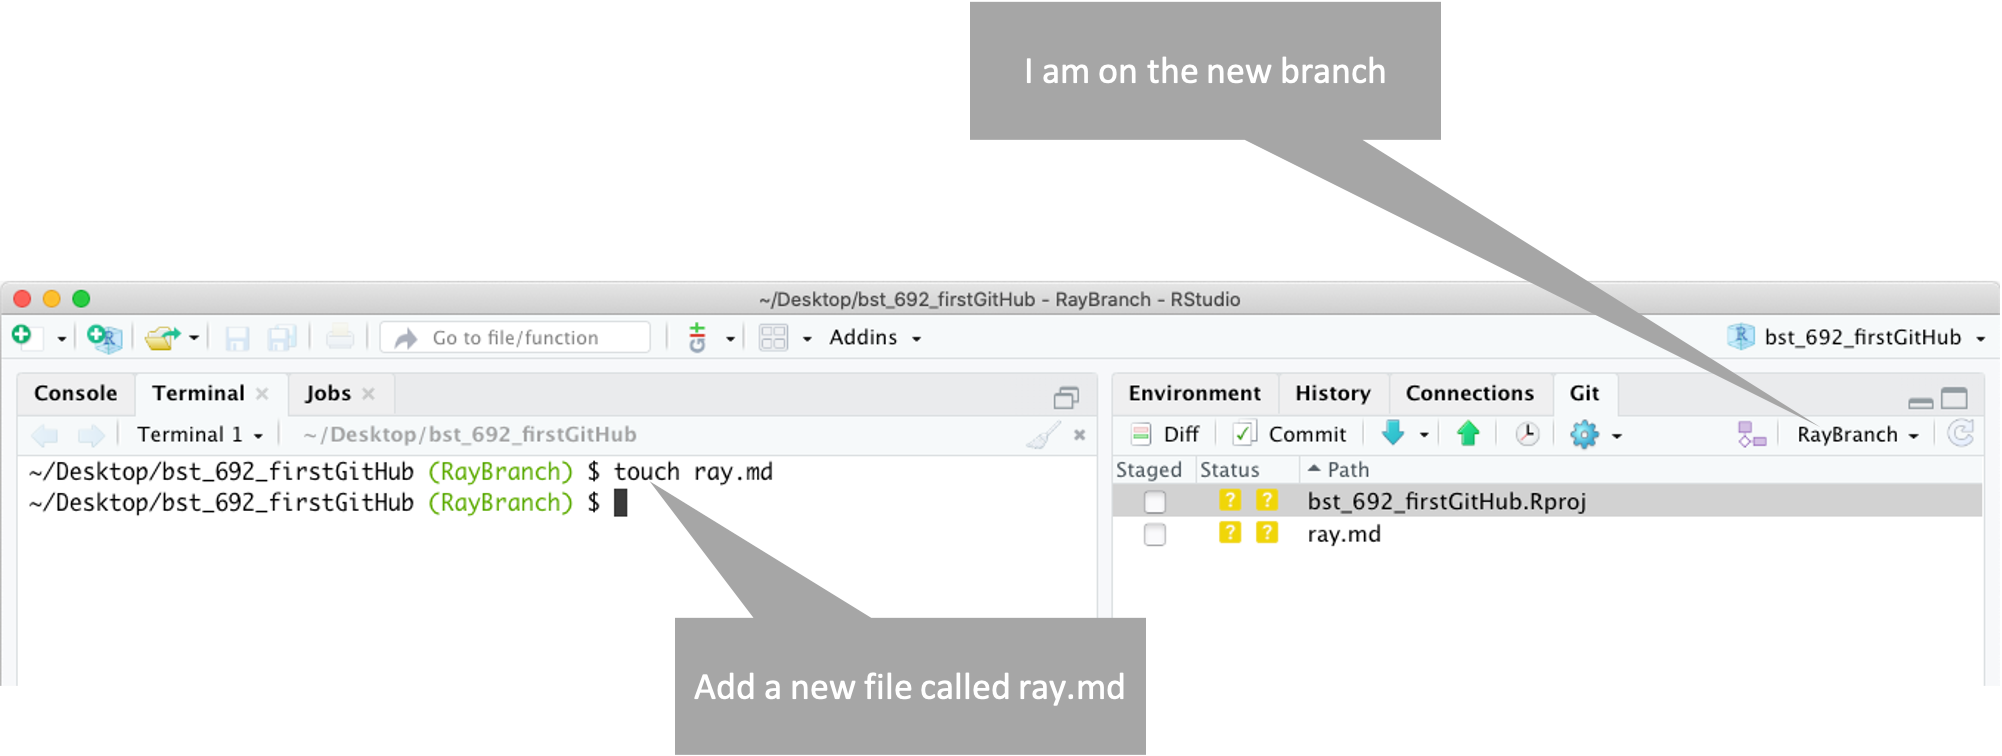 I am on the new branch
~/Desktop/bst_692_firstGitHub - RayBranch - RStudio
Go to file/function
Addins
bst_692_firstGitHub
Console Terminal Jobs
Environment History Connections Git
Terminal 1 ~/Desktop/bst_692_firstGitHub
Diff Commit RayBranch
Staged Status Path
~/Desktop/bst_692_firstGitHub (RayBranch) $ touch ray.md
~/Desktop/bst_692_firstGitHub (RayBranch) $
? ? bst_692_firstGitHub.Rproj
? ? ray.md
Add a new file called ray.md